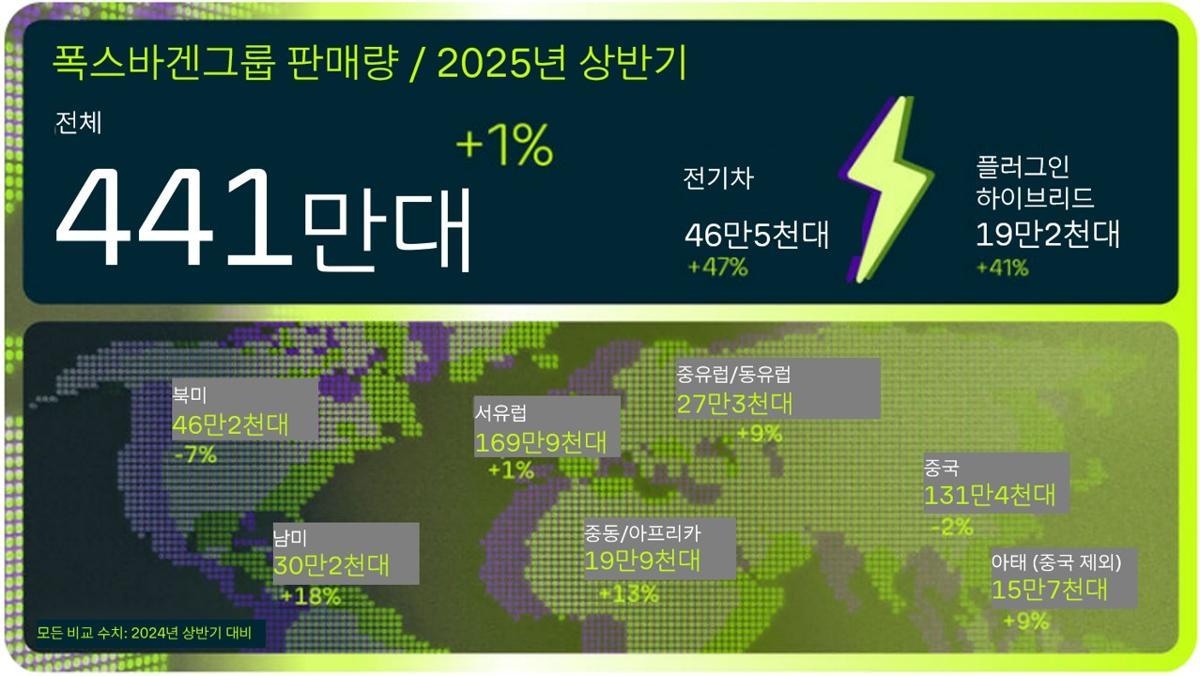 폭스바겐그룹 판매량 / 2025년 상반기
전체
+1%
441만대
전기차
46만5천대
+47%
플러그인
하이브리드
19만2천대
+41%
북미
46만2천대
-7%
서유럽
169만9천대
+1%
중유럽/동유럽
27만3천대
+9%
중국
131만4천대
-2%
남미
30만2천대
+18%
중동/아프리카
19만9천대
+13%
아태 (중국 제외)
15만7천대
+9%
모든 비교 수치: 2024년 상반기 대비